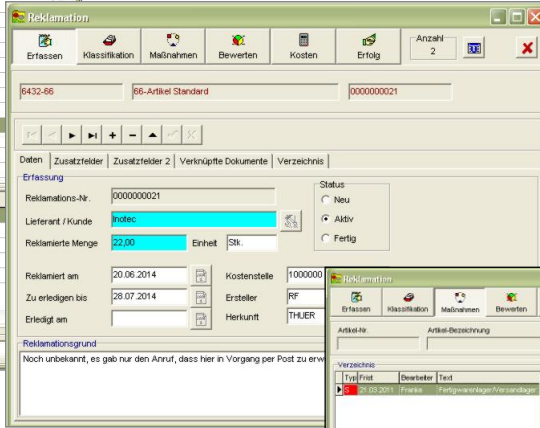 Reklamation
Erfassen Klassifikation Maßnahmen Bewerten Kosten Erfolg Anzahl 2
6432-66 66-Artikel Standard 0000000021
Daten Zusatzfelder Zusatzfelder 2 Verknüpfte Dokumente Verzeichnis
Erfassung
Status
Reklamations-Nr. 0000000021
Neu
Lieferant / Kunde Inotec
Aktiv
Reklamierte Menge 22,00 Einheit Stk.
Fertig
Reklamiert am 20.06.2014 Kostenstelle 1000000
Zu erledigen bis 28.07.2014 Ersteller RF
Erledigt am Herkunft THUER
Reklamationsgrund
Noch unbekannt, es gab nur den Anruf, dass hier in Vorgang per Post zu erw
Reklamation
Erfassen Klassifikation Maßnahmen Bewerten
Artikel-Nr. Artikel-Bezeichnung
Verzeichnis
Typ Frist Bearbeiter Text
S 21.03.2011 Franke Fertigwarenlager/Versandlager